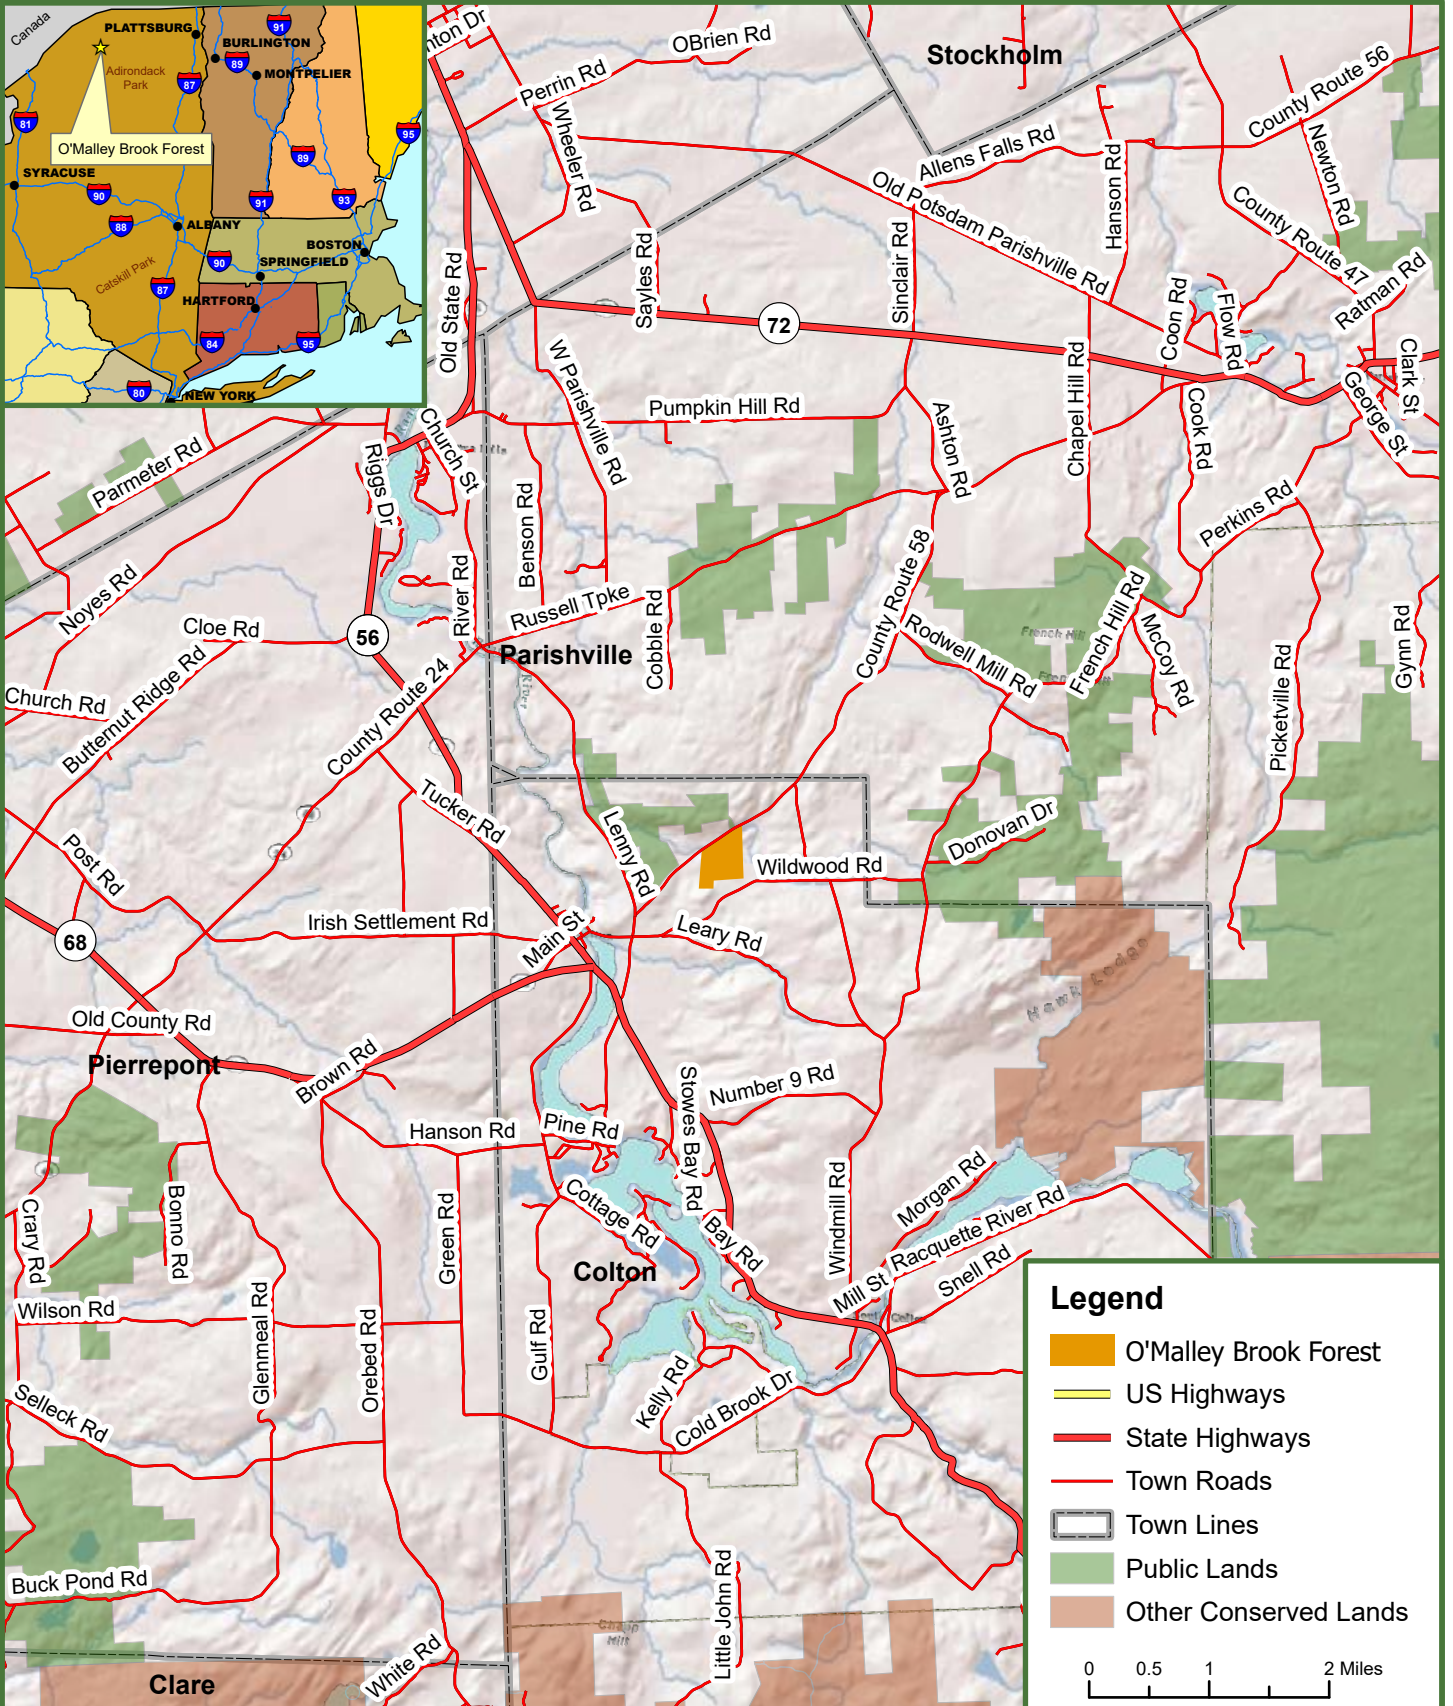 Canada
PLATTSBURG
BURLINGTON
MONTPELIER
Adirondack
Park
91
89
87
81
95
O'Malley Brook Forest
89
SYRACUSE
90
91
93
88
ALBANY
BOSTON
90
SPRINGFIELD
Catskill Park
87
HARTFORD
84
95
80
NEW YORK
nton Dr
OBrien Rd
Stockholm
Perrin Rd
County Route 56
Wheeler Rd
Allens Falls Rd
Newton Rd
Hanson Rd
Old Potsdam Parishville Rd
County Route 47
Old State Rd
Sayles Rd
Sinclair Rd
Ratman Rd
Coon Rd
Flow Rd
72
W Parishville Rd
Chapel Hill Rd
Clark St
George St
Pumpkin Hill Rd
Church St
Ashton Rd
Cook Rd
Parmeter Rd
Riggs Dr
Benson Rd
Perkins Rd
Noyes Rd
River Rd
Russell Tpke
County Route 58
Cobble Rd
French Hill Rd
French Hill
Gynn Rd
Cloe Rd
56
Parishville
Rodwell Mill Rd
McCoy Rd
Church Rd
Butternut Ridge Rd
County Route 24
River
Picketville Rd
Tucker Rd
Lenny Rd
Donovan Dr
Post Rd
Wildwood Rd
Irish Settlement Rd
Main St
Leary Rd
68
Hawk Ledge
Old County Rd
Pierrepont
Brown Rd
Number 9 Rd
Stowes Bay Rd
Hanson Rd
Pine Rd
Morgan Rd
Crary Rd
Bonno Rd
Green Rd
Cottage Rd
Windmill Rd
Racquette River Rd
Bay Rd
Colton
Snell Rd
Mill St
Wilson Rd
Glenmeal Rd
Orebed Rd
Gulf Rd
Kelly Rd
Cold Brook Dr
Selleck Rd
Buck Pond Rd
Little John Rd
White Rd
Clare
Legend
O'Malley Brook Forest
US Highways
State Highways
Town Roads
Town Lines
Public Lands
Other Conserved Lands
0 0.5 1 2 Miles